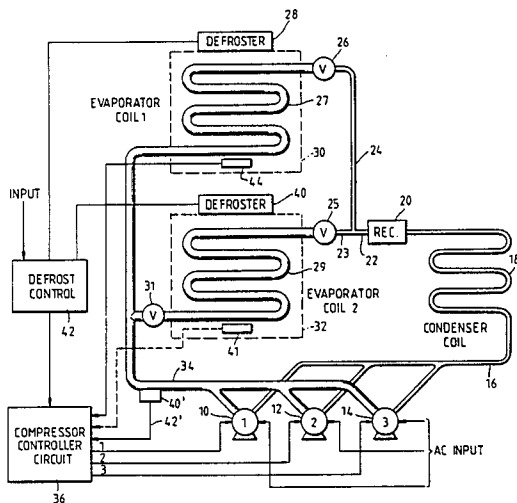 28
DEFROSTER
26
V
EVAPORATOR
COIL 1
27
24
30
44
INPUT
40
DEFROSTER
25
V
20
REC.
23
22
18
29
31
V
DEFROST
CONTROL
42
EVAPORATOR
COIL 2
32
41
CONDENSER
COIL
34
16
40'
10
12
14
42'
1
2
3
COMPRESSOR
CONTROLLER
CIRCUIT
1
2
3
AC INPUT
36